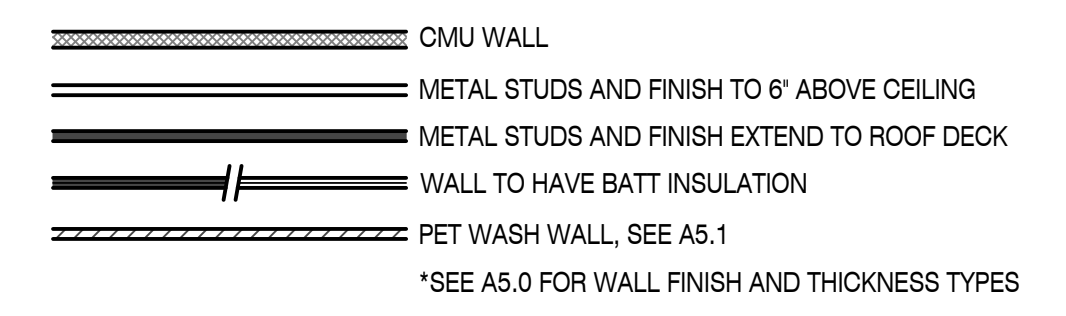 CMU WALL
METAL STUDS AND FINISH TO 6" ABOVE CEILING
METAL STUDS AND FINISH EXTEND TO ROOF DECK
WALL TO HAVE BATT INSULATION
PET WASH WALL, SEE A5.1
*SEE A5.0 FOR WALL FINISH AND THICKNESS TYPES